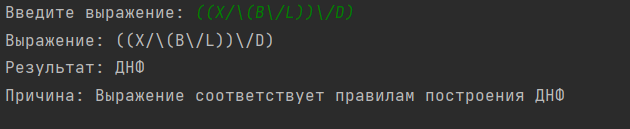 Введите выражение: ((X/\(B\/L))\/D)
Выражение: ((X/\(B\/L))\/D)
Результат: ДНФ
Причина: Выражение соответствует правилам построения ДНФ